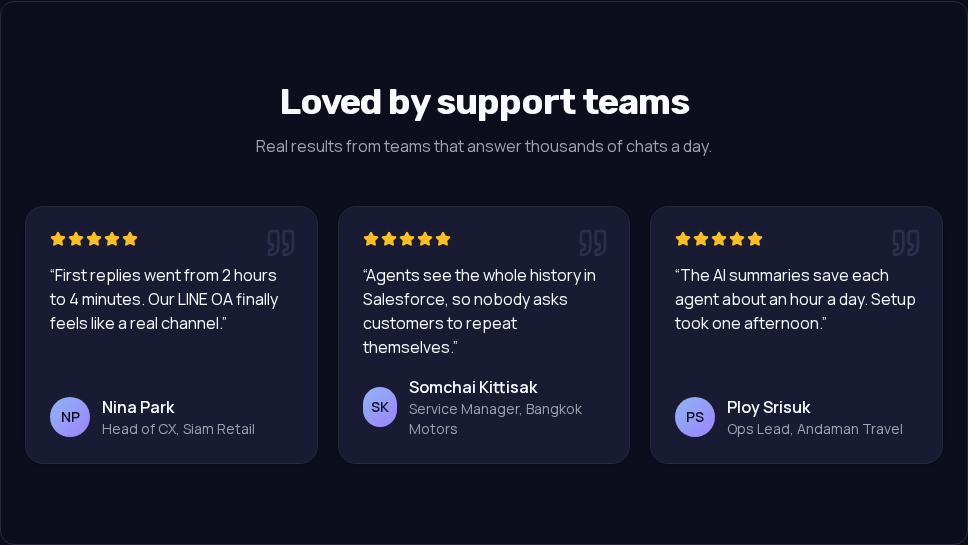 Loved by support teams
Real results from teams that answer thousands of chats a day.
“First replies went from 2 hours
to 4 minutes. Our LINE OA finally
feels like a real channel.”
NP
Nina Park
Head of CX, Siam Retail
“Agents see the whole history in
Salesforce, so nobody asks
customers to repeat
themselves.”
SK
Somchai Kittisak
Service Manager, Bangkok
Motors
“The AI summaries save each
agent about an hour a day. Setup
took one afternoon.”
PS
Ploy Srisuk
Ops Lead, Andaman Travel